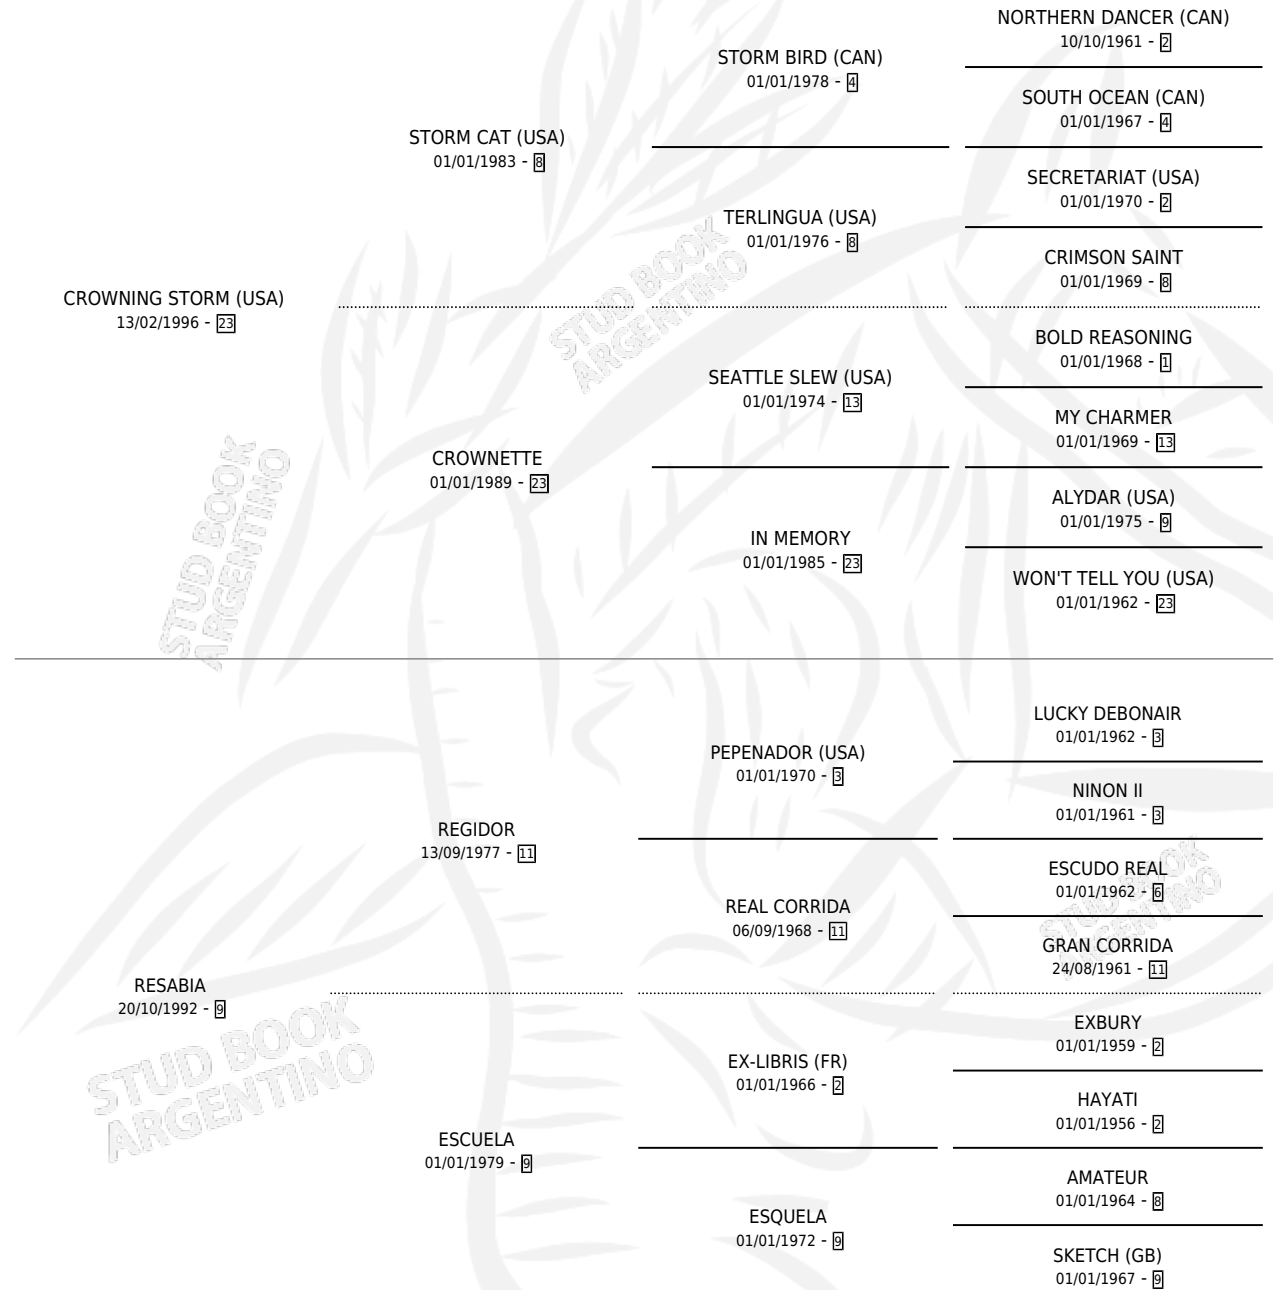 NORTHERN DANCER (CAN)
10/10/1961 - 2
STORM BIRD (CAN)
01/01/1978 - 4
SOUTH OCEAN (CAN)
01/01/1967 - 4
STORM CAT (USA)
01/01/1983 - 8
SECRETARIAT (USA)
01/01/1970 - 2
TERLINGUA (USA)
01/01/1976 - 8
CRIMSON SAINT
01/01/1969 - 8
CROWNING STORM (USA)
13/02/1996 - 23
BOLD REASONING
01/01/1968 - 1
SEATTLE SLEW (USA)
01/01/1974 - 13
MY CHARMER
01/01/1969 - 13
CROWNETTE
01/01/1989 - 23
ALYDAR (USA)
01/01/1975 - 9
IN MEMORY
01/01/1985 - 23
WON'T TELL YOU (USA)
01/01/1962 - 23
LUCKY DEBONAIR
01/01/1962 - 3
PEPENADOR (USA)
01/01/1970 - 3
NINON II
01/01/1961 - 3
REGIDOR
13/09/1977 - 11
ESCUDO REAL
01/01/1962 - 6
REAL CORRIDA
06/09/1968 - 11
GRAN CORRIDA
24/08/1961 - 11
RESABIA
20/10/1992 - 9
EXBURY
01/01/1959 - 2
EX-LIBRIS (FR)
01/01/1966 - 2
HAYATI
01/01/1956 - 2
ESCUELA
01/01/1979 - 9
AMATEUR
01/01/1964 - 8
ESQUELA
01/01/1972 - 9
SKETCH (GB)
01/01/1967 - 9
STUD BOOK
ARGENTINO
STUD BOOK
ARGENTINO
STUD BOOK
ARGENTINO
STUD BOOK
ARGENTINO